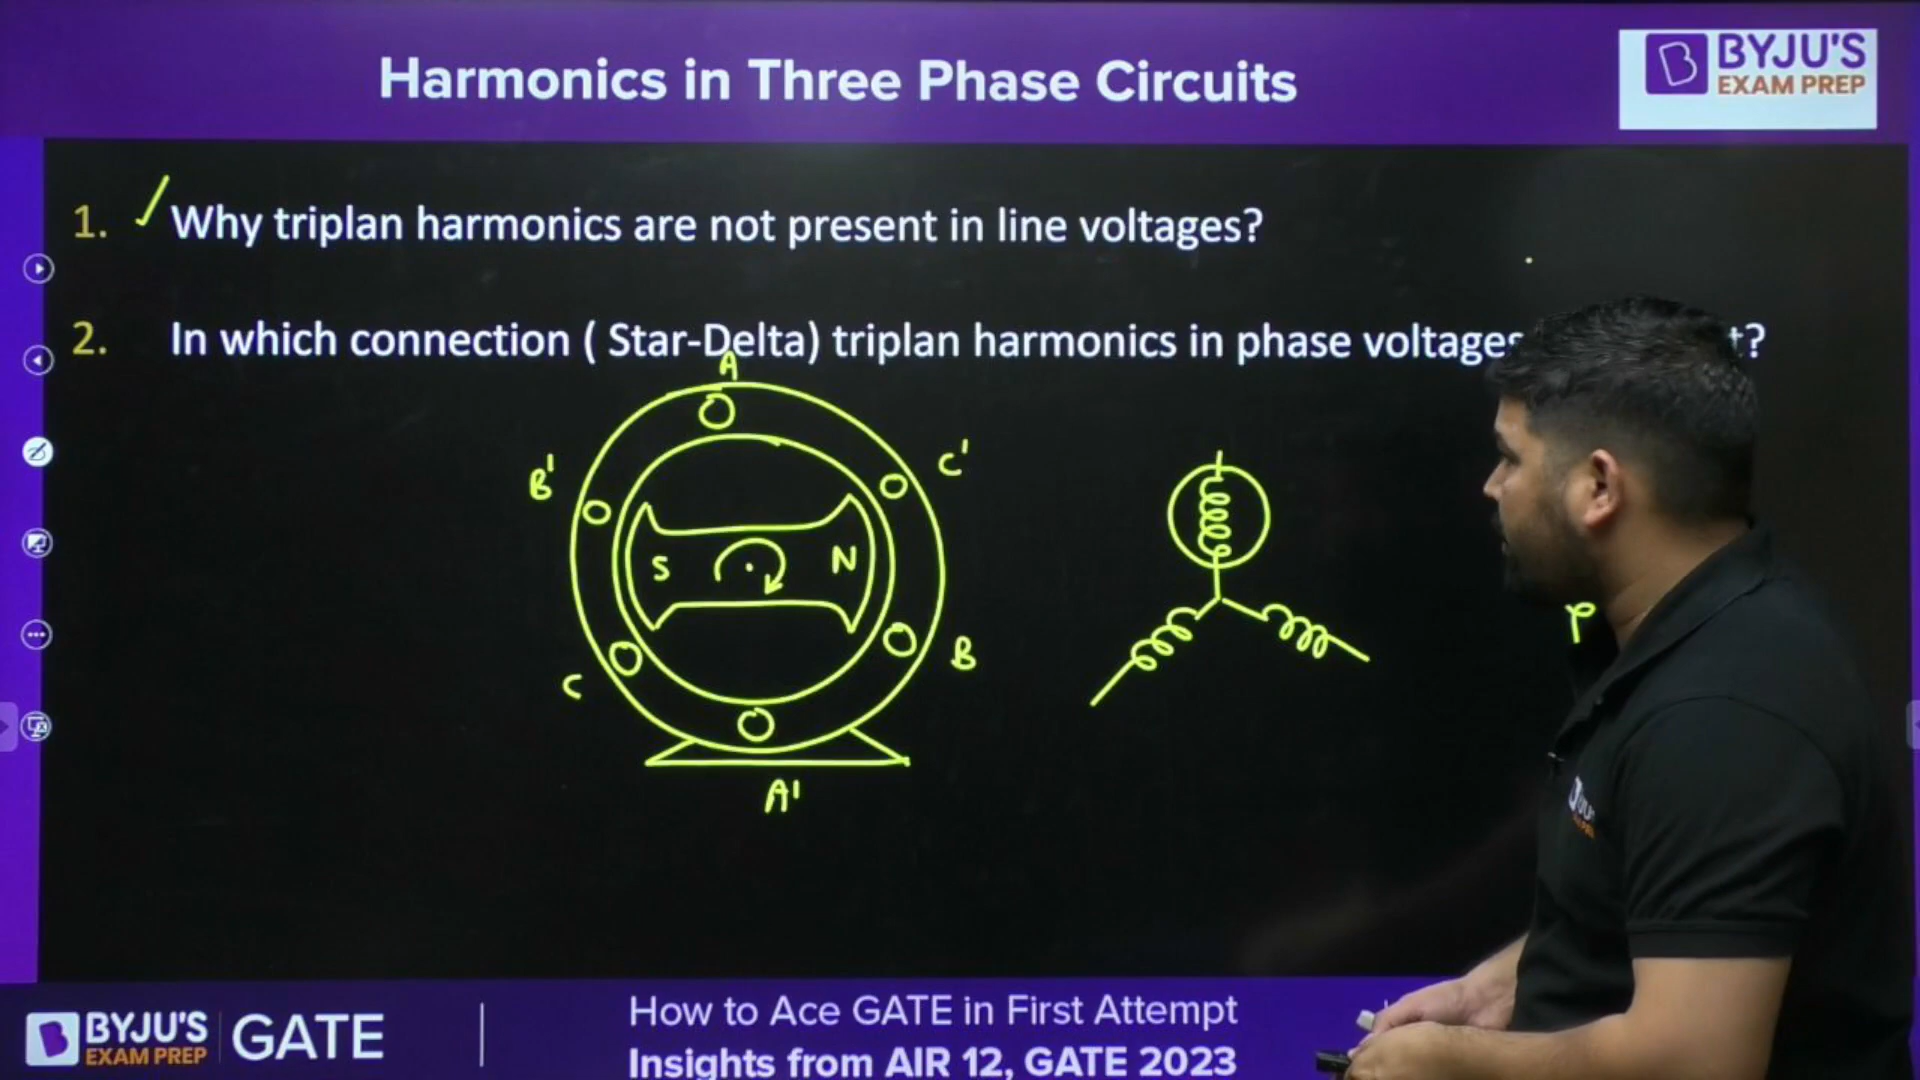 Harmonics in Three Phase Circuits
BYJU'S
EXAM PREP
1. Why triplan harmonics are not present in line voltages?
2. In which connection ( Star-Delta) triplan harmonics in phase voltages t?
A
B'
C'
S
N
C
B
A'
P
BYJU'S
EXAM PREP
GATE
How to Ace GATE in First Attempt
Insights from AIR 12, GATE 2023